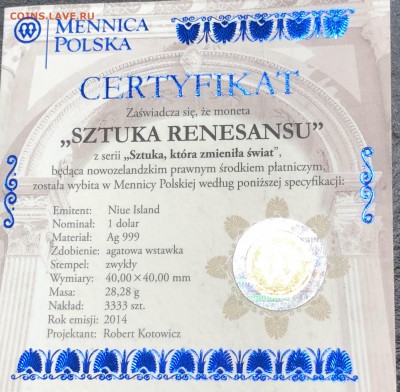 COINS.LAVE.RU
MENNICA
POLSKA
CERTYFIKAT
Zaświadcza się, że moneta
„SZTUKA RENESANSU”
z serii „Sztuka, która zmieniła świat”,
będąca nowozelandzkim prawnym środkiem płatniczym,
została wybita w Mennicy Polskiej według poniższej specyfikacji:
Emitent: Niue Island
Nominał: 1 dolar
Materiał: Ag 999
Zdobienie: agatowa wstawka
Stempel: zwykły
Wymiary: 40,00×40,00 mm
Masa: 28,28 g
Nakład: 3333 szt.
Rok emisji: 2014
Projektant: Robert Kotowicz